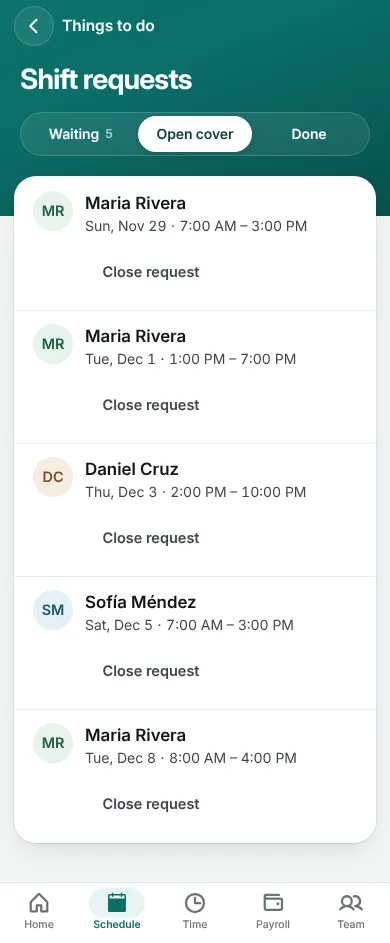 Things to do
Shift requests
Waiting 5
Open cover
Done
MR
Maria Rivera
Sun, Nov 29 · 7:00 AM – 3:00 PM
Close request
MR
Maria Rivera
Tue, Dec 1 · 1:00 PM – 7:00 PM
Close request
DC
Daniel Cruz
Thu, Dec 3 · 2:00 PM – 10:00 PM
Close request
SM
Sofía Méndez
Sat, Dec 5 · 7:00 AM – 3:00 PM
Close request
MR
Maria Rivera
Tue, Dec 8 · 8:00 AM – 4:00 PM
Close request
Home
Schedule
Time
Payroll
Team